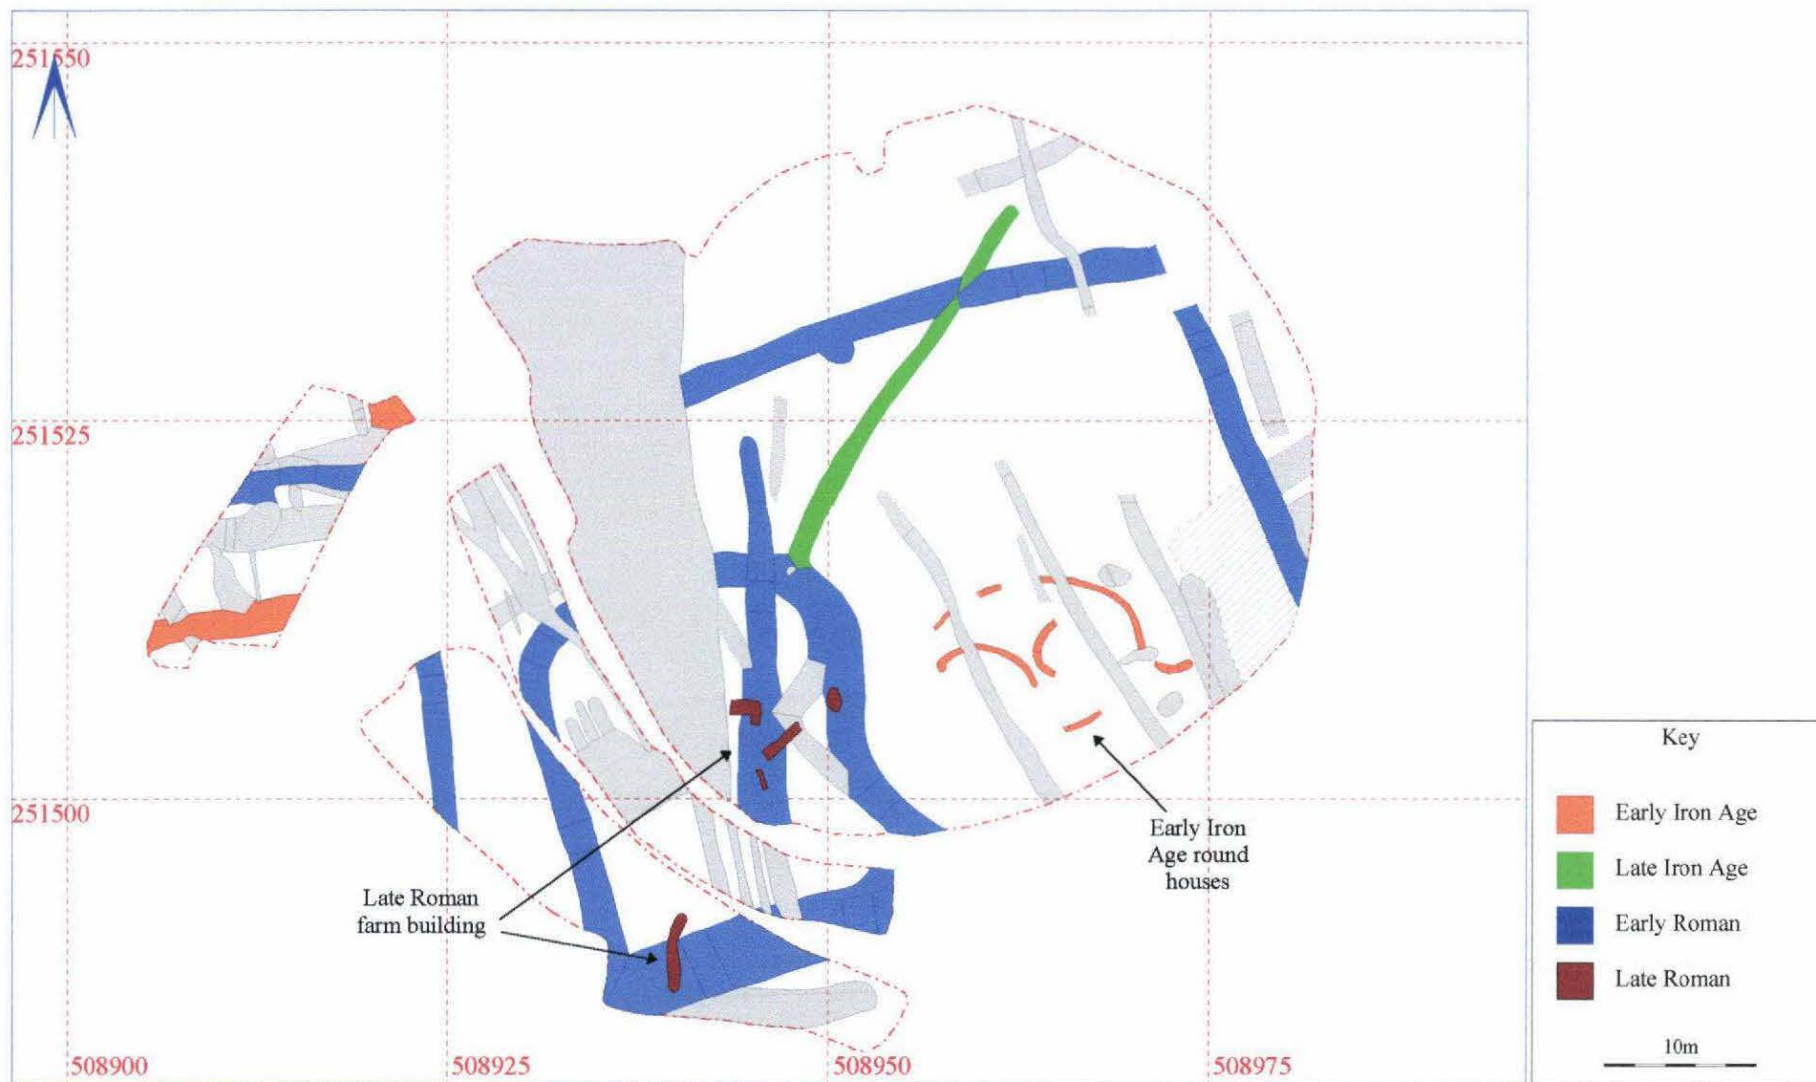 251550
251525
251500
508900
508925
508950
508975
Late Roman
farm building
Early Iron
Age round
houses
Key
Early Iron Age
Late Iron Age
Early Roman
Late Roman
10m